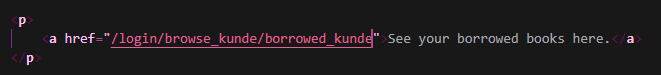 <p>
<a href="/login/browse_kunde/borrowed_kunde">See your borrowed books here.</a>
</p>